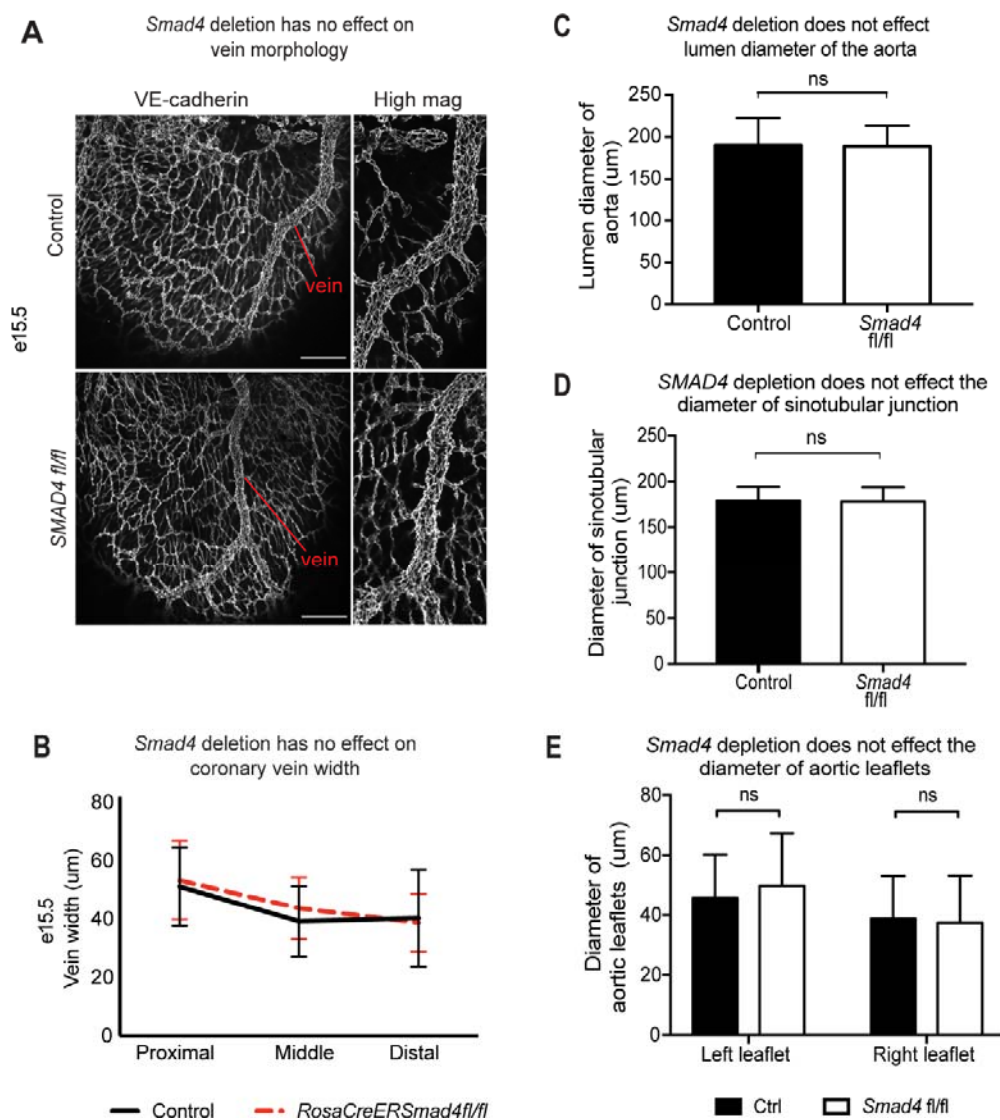 A
Smad4 deletion has no effect on
vein morphology
VE-cadherin
High mag
e15.5
Control
vein
SMAD4 fl/fl
vein
B
Smad4 deletion has no effect on
coronary vein width
e15.5
Vein width (um)
80
60
40
20
0
Proximal
Middle
Distal
Control
RosaCreERSmad4fl/fl
C
Smad4 deletion does not effect
lumen diameter of the aorta
ns
Lumen diameter of
aorta (um)
250
200
150
100
50
0
Control
Smad4
fl/fl
D
SMAD4 depletion does not effect the
diameter of sinotubular junction
ns
Diameter of sinotubular
junction (um)
250
200
150
100
50
0
Control
Smad4
fl/fl
E
Smad4 depletion does not effect the
diameter of aortic leaflets
ns
ns
Diameter of
aortic leaflets (um)
80
60
40
20
0
Left leaflet
Right leaflet
Ctrl
Smad4 fl/fl